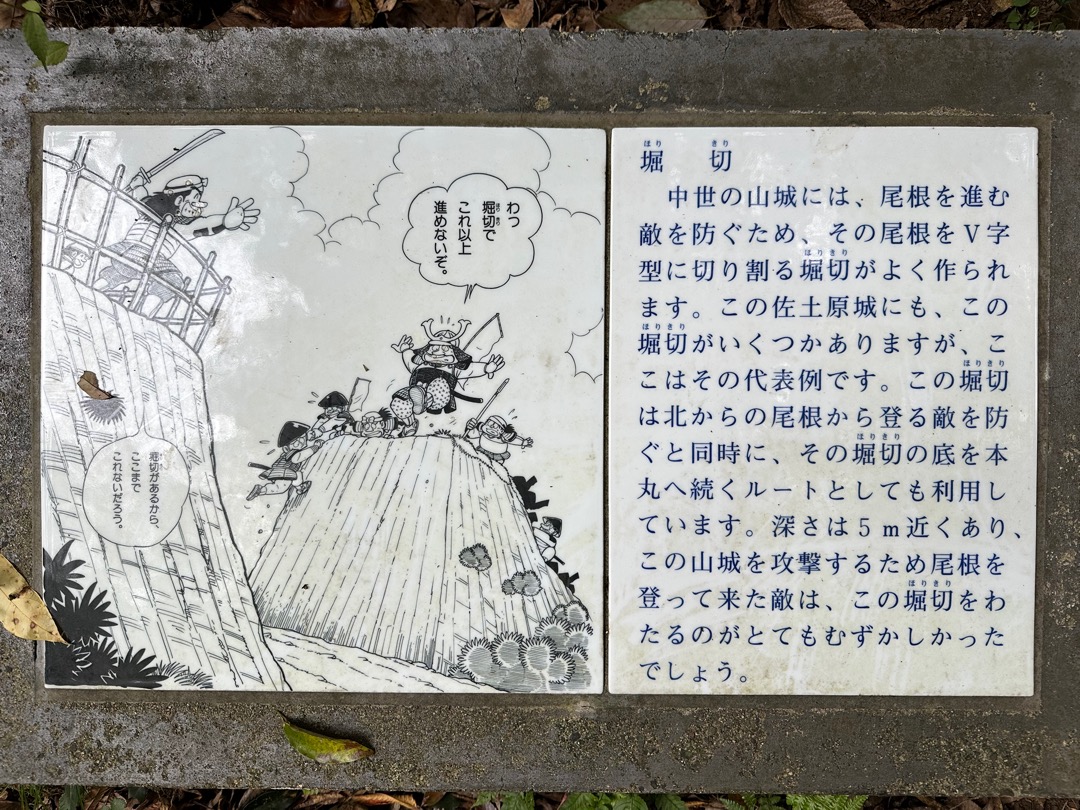 わっ
堀切で
これ以上
進めないぞ。
堀切があるから、
ここまで
これないだろう。
堀切
中世の山城には、尾根を進む
敵を防ぐため、その尾根をV字
型に切り割る堀切がよく作られ
ます。この佐土原城にも、この
堀切がいくつかありますが、こ
こはその代表例です。この堀切
は北からの尾根から登る敵を防
ぐと同時に、その堀切の底を本
丸へ続くルートとしても利用し
ています。深さは5m近くあり、
この山城を攻撃するため尾根を
登って来た敵は、この堀切をわ
たるのがとてもむずかしかった
でしょう。